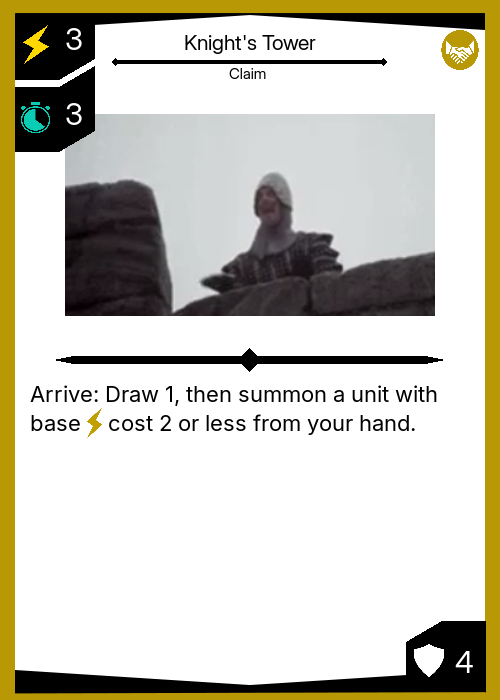 3
Knight's Tower
Claim
3
Arrive: Draw 1, then summon a unit with
base cost 2 or less from your hand.
4